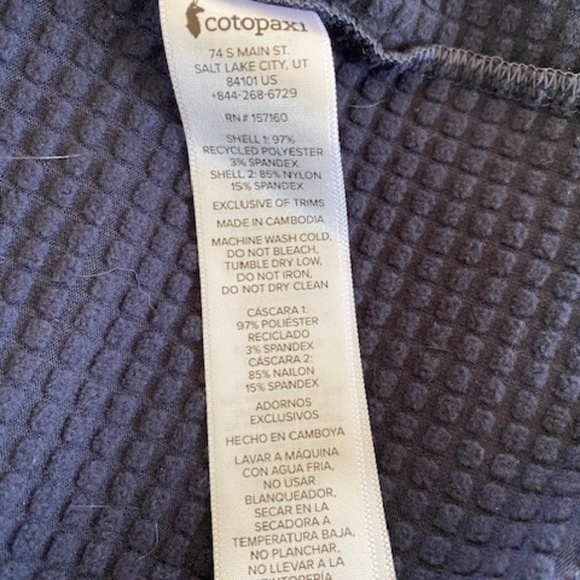 cotopaxi
74 S MAIN ST.
SALT LAKE CITY, UT
84101 US
+844-268-6729
RN# 157160
SHELL 1: 97%
RECYCLED POLYESTER
3% SPANDEX
SHELL 2: 85% NYLON
15% SPANDEX
EXCLUSIVE OF TRIMS
MADE IN CAMBODIA
MACHINE WASH COLD,
DO NOT BLEACH,
TUMBLE DRY LOW,
DO NOT IRON,
DO NOT DRY CLEAN
CÁSCARA 1:
97% POLIÉSTER
RECICLADO
3% SPANDEX
CÁSCARA 2:
85% NAILON
15% SPANDEX
ADORNOS
EXCLUSIVOS
HECHO EN CAMBOYA
LAVAR A MÁQUINA
CON AGUA FRIA,
NO USAR
BLANQUEADOR,
SECAR EN LA
SECADORA A
TEMPERATURA BAJA,
NO PLANCHAR,
NO LLEVAR A LA
TINTORERÍA